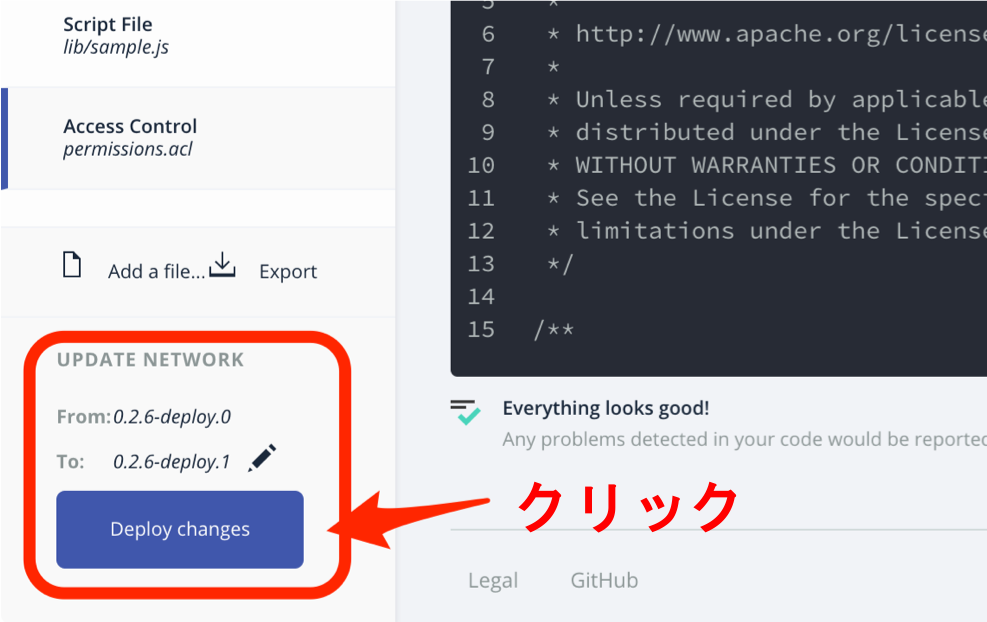 Script File
lib/sample.js
Access Control
permissions.acl
Add a file...
Export
UPDATE NETWORK
From: 0.2.6-deploy.0
To: 0.2.6-deploy.1
Deploy changes
5 *
6 * http://www.apache.org/license
7 *
8 * Unless required by applicable
9 * distributed under the License
10 * WITHOUT WARRANTIES OR CONDITI
11 * See the License for the speci
12 * limitations under the License
13 */
14
15 /**
Everything looks good!
Any problems detected in your code would be reported
クリック
Legal
GitHub